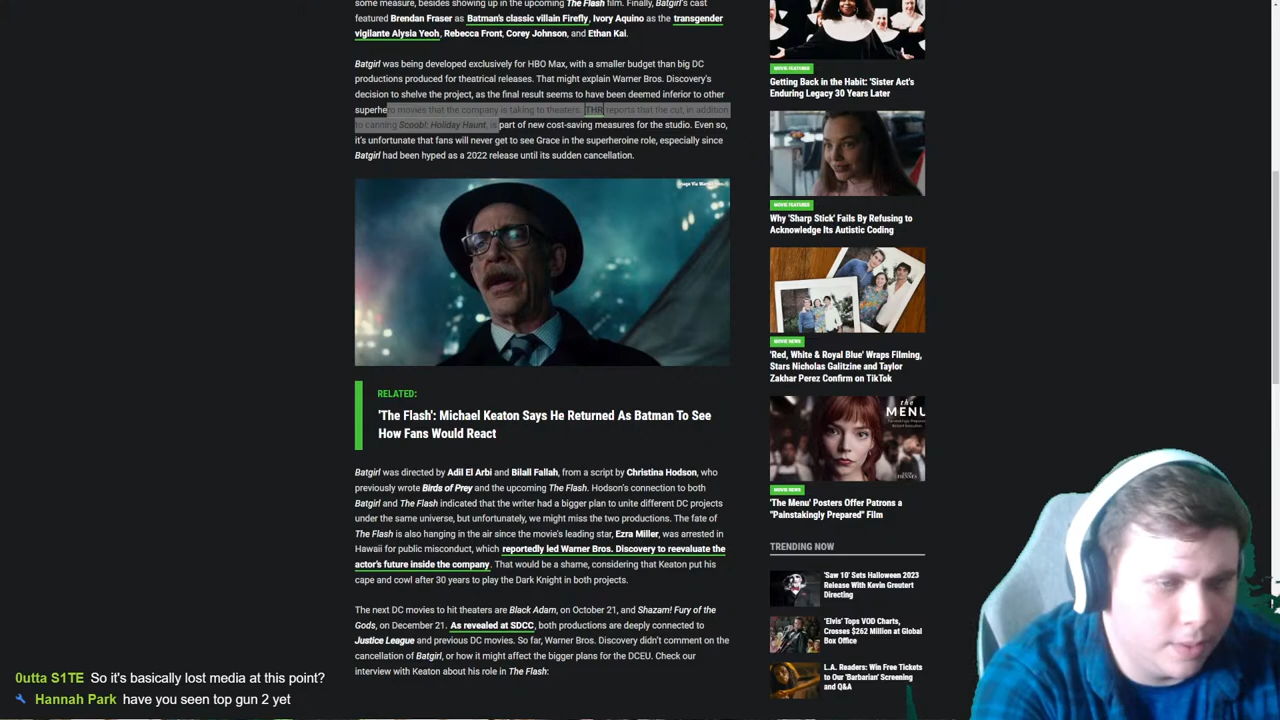 some measure, besides showing up in the upcoming The Flash film. Finally, Batgirl's cast
featured Brendan Fraser as Batman's classic villain Firefly, Ivory Aquino as the transgender
vigilante Alysia Yeoh, Rebecca Front, Corey Johnson, and Ethan Kai.
Batgirl was being developed exclusively for HBO Max, with a smaller budget than big DC
productions produced for theatrical releases. That might explain Warner Bros. Discovery's
decision to shelve the project, as the final result seems to have been deemed inferior to other
superhero movies that the company is taking to theaters. THR reports that the cut, in addition
to canning Scoob!: Holiday Haunt, is part of new cost-saving measures for the studio. Even so,
it's unfortunate that fans will never get to see Grace in the superheroine role, especially since
Batgirl had been hyped as a 2022 release until its sudden cancellation.
RELATED:
'The Flash': Michael Keaton Says He Returned As Batman To See
How Fans Would React
Batgirl was directed by Adil El Arbi and Bilall Fallah, from a script by Christina Hodson, who
previously wrote Birds of Prey and the upcoming The Flash. Hodson's connection to both
Batgirl and The Flash indicated that the writer had a bigger plan to unite different DC projects
under the same universe, but unfortunately, we might miss the two productions. The fate of
The Flash is also hanging in the air since the movie's leading star, Ezra Miller, was arrested in
Hawaii for public misconduct, which reportedly led Warner Bros. Discovery to reevaluate the
actor's future inside the company. That would be a shame, considering that Keaton put his
cape and cowl after 30 years to play the Dark Knight in both projects.
The next DC movies to hit theaters are Black Adam, on October 21, and Shazam! Fury of the
Gods, on December 21. As revealed at SDCC, both productions are deeply connected to
Justice League and previous DC movies. So far, Warner Bros. Discovery didn't comment on the
cancellation of Batgirl, or how it might affect the bigger plans for the DCEU. Check our
interview with Keaton about his role in The Flash:
MOVIE FEATURES
Getting Back in the Habit: 'Sister Act's
Enduring Legacy 30 Years Later
MOVIE FEATURES
Why 'Sharp Stick' Fails By Refusing to
Acknowledge Its Autistic Coding
MOVIE NEWS
'Red, White & Royal Blue' Wraps Filming,
Stars Nicholas Galitzine and Taylor
Zakhar Perez Confirm on TikTok
the
MENU
MOVIE NEWS
'The Menu' Posters Offer Patrons a
"Painstakingly Prepared" Film
TRENDING NOW
'Saw 10' Sets Halloween 2023
Release With Kevin Greutert
Directing
'Elvis' Tops VOD Charts,
Crosses $262 Million at Global
Box Office
L.A. Readers: Win Free Tickets
to Our 'Barbarian' Screening
and Q&A
0utta S1TE So it's basically lost media at this point?
Hannah Park have you seen top gun 2 yet